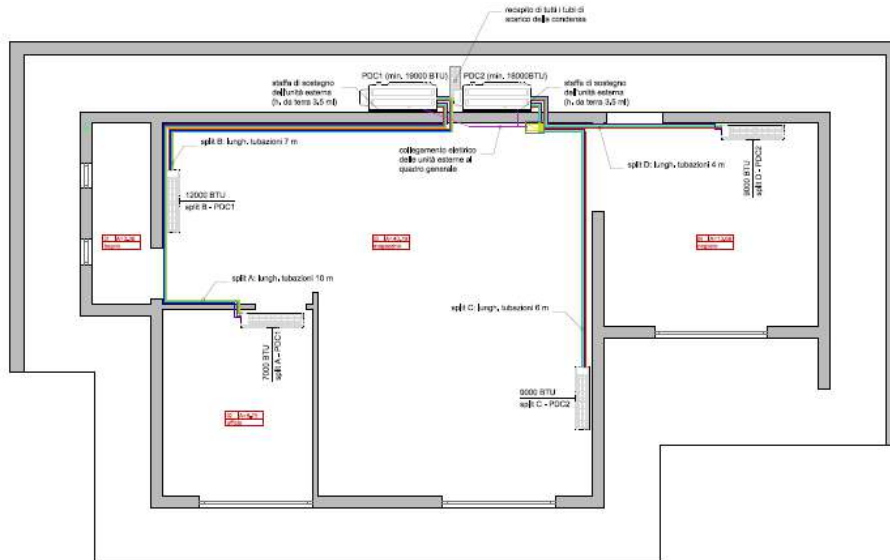 recapito di tutti i tubi di
scarico della condensa
staffa di sostegno
dell'unità esterna
(h. da terra 3,5 ml)
PDC1 (min. 19000 BTU)
PDC2 (min. 18000BTU)
staffa di sostegno
dell'unità esterna
(h. da terra 3,5 ml)
split B: lungh. tubazioni 7 m
collegamento elettrico
delle unità esterne al
quadro generale
split D: lungh. tubazioni 4 m
9000 BTU
split D - PDC2
12000 BTU
split B - PDC1
split A: lungh. tubazioni 10 m
split C: lungh. tubazioni 6 m
7000 BTU
split A - PDC1
9000 BTU
split C - PDC2
ufficio